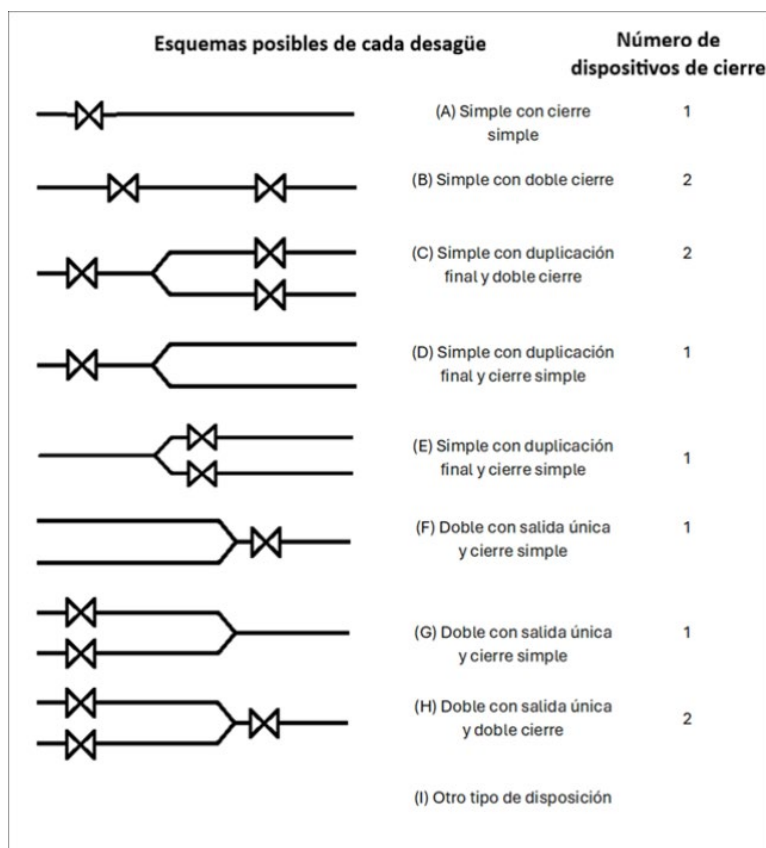 Esquemas posibles de cada desagüe
Número de
dispositivos de cierre
(A) Simple con cierre
simple
1
(B) Simple con doble cierre
2
(C) Simple con duplicación
final y doble cierre
2
(D) Simple con duplicación
final y cierre simple
1
(E) Simple con duplicación
final y cierre simple
1
(F) Doble con salida única
y cierre simple
1
(G) Doble con salida única
y cierre simple
1
(H) Doble con salida única
y doble cierre
2
(I) Otro tipo de disposición